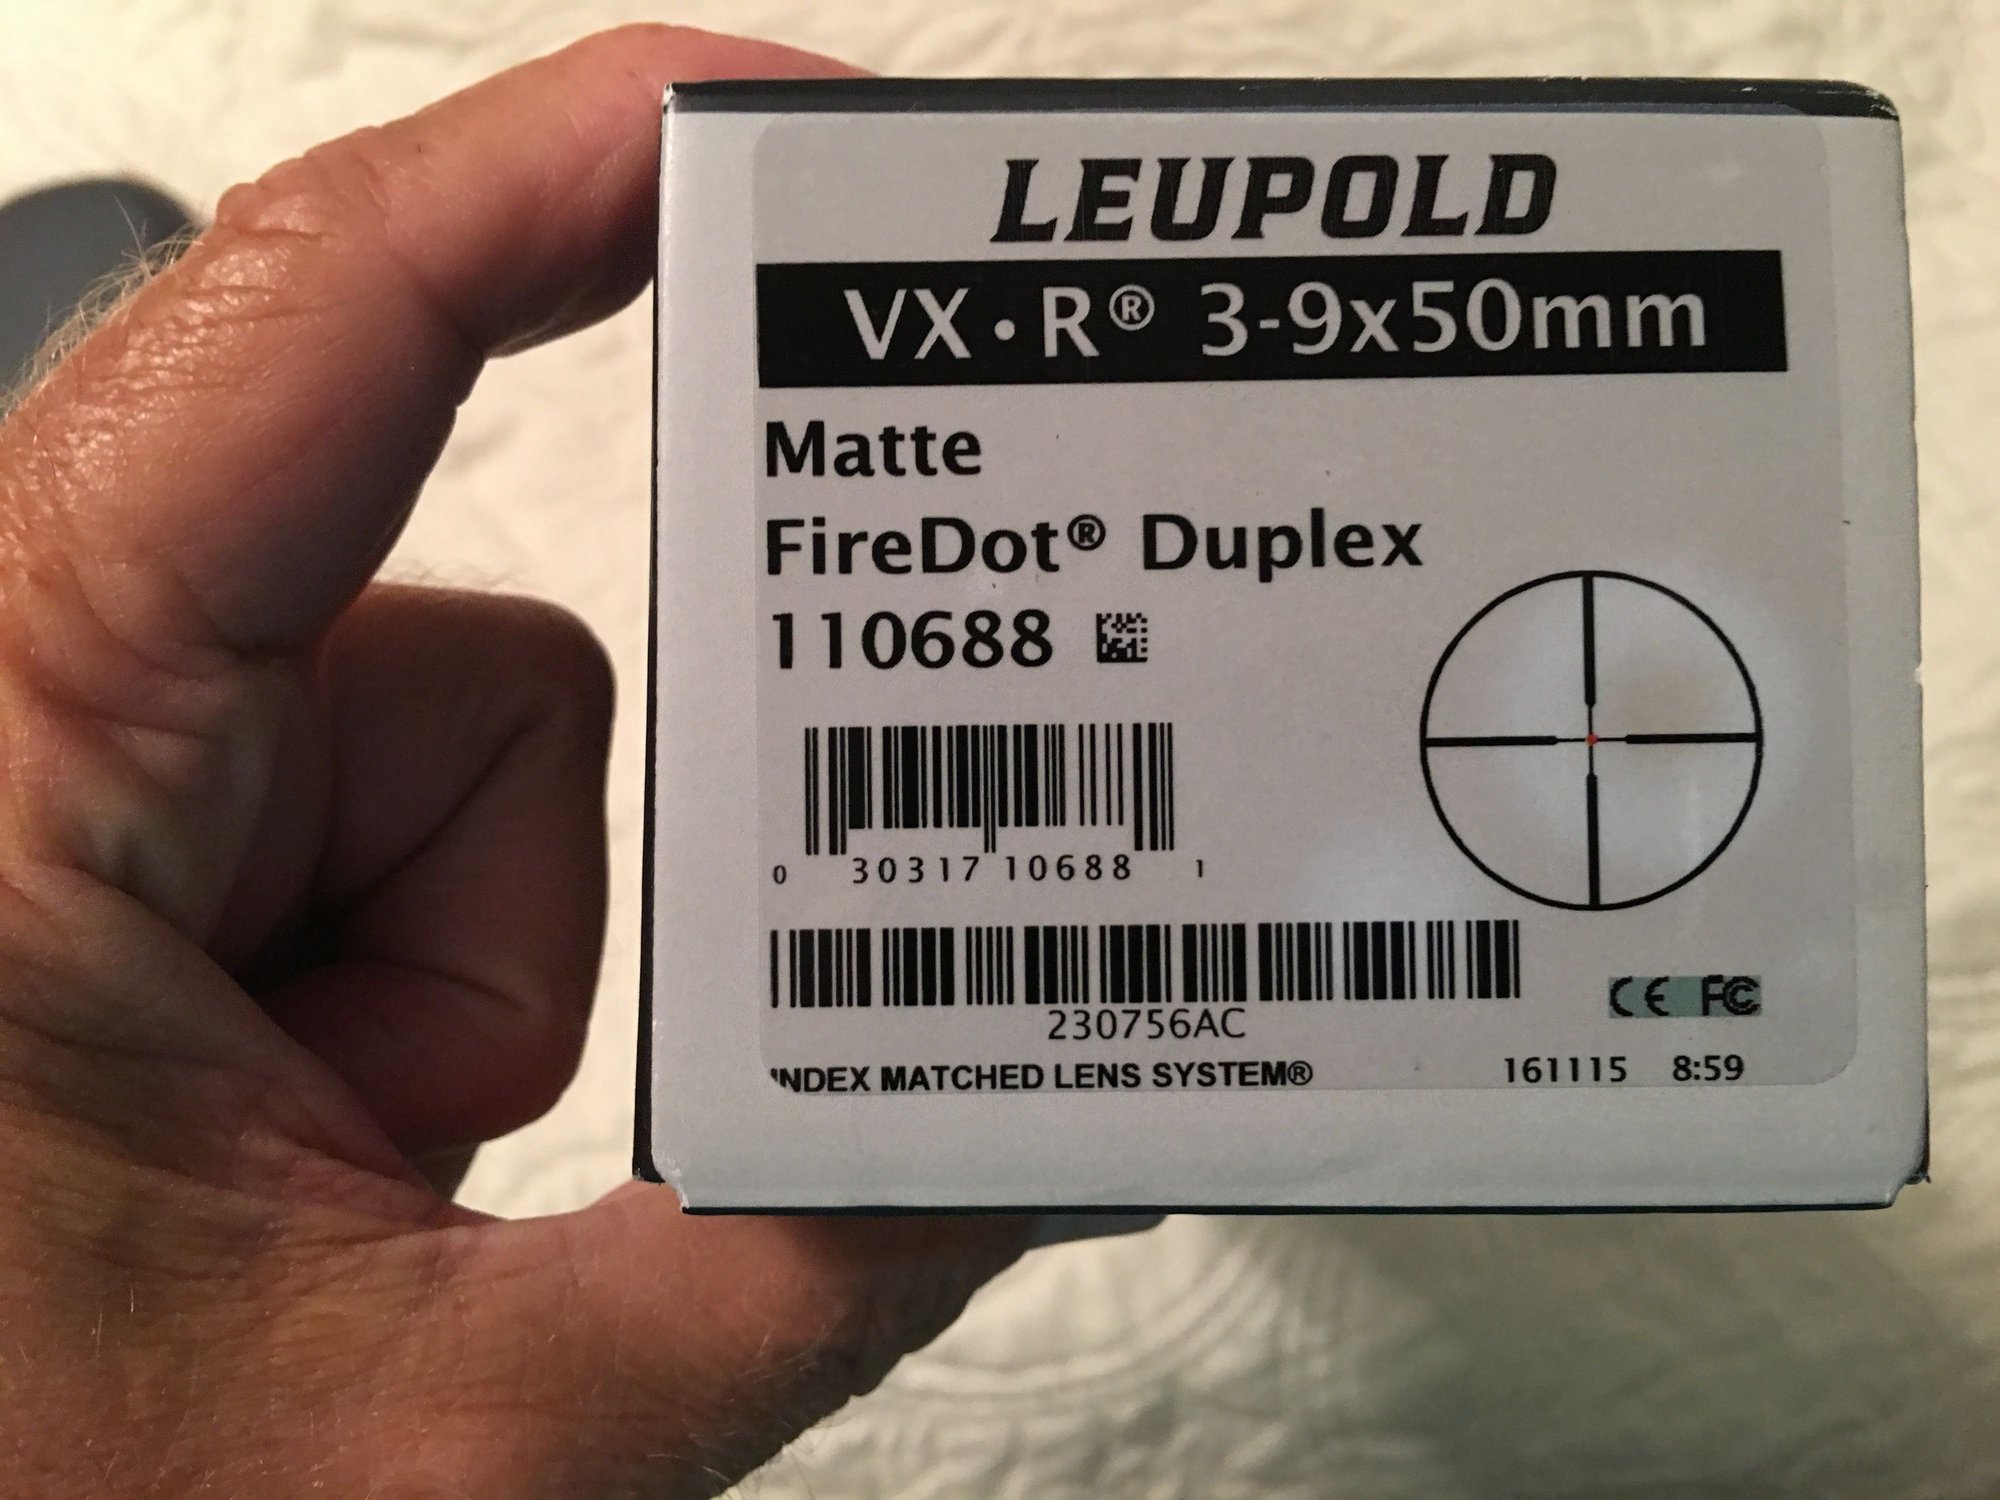 LEUPOLD
VX•R® 3-9x50mm
Matte
FireDot® Duplex
110688
0 30317 10688 1
230756AC
CE FC
INDEX MATCHED LENS SYSTEM®
161115 8:59